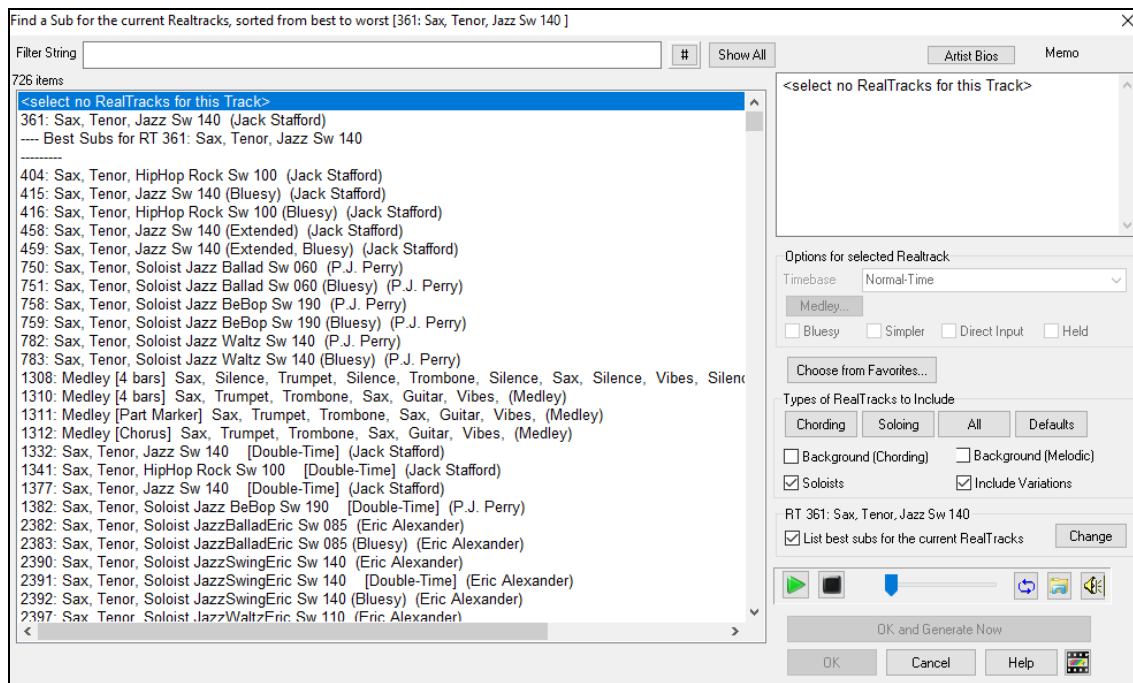 Find a Sub for the current Realtracks, sorted from best to worst [361: Sax, Tenor, Jazz Sw 140 ]
Filter String
#
Show All
Artist Bios
Memo
726 items
<select no RealTracks for this Track>
361: Sax, Tenor, Jazz Sw 140 (Jack Stafford)
---- Best Subs for RT 361: Sax, Tenor, Jazz Sw 140
---------
404: Sax, Tenor, HipHop Rock Sw 100 (Jack Stafford)
415: Sax, Tenor, Jazz Sw 140 (Bluesy) (Jack Stafford)
416: Sax, Tenor, HipHop Rock Sw 100 (Bluesy) (Jack Stafford)
458: Sax, Tenor, Jazz Sw 140 (Extended) (Jack Stafford)
459: Sax, Tenor, Jazz Sw 140 (Extended, Bluesy) (Jack Stafford)
750: Sax, Tenor, Soloist Jazz Ballad Sw 060 (P.J. Perry)
751: Sax, Tenor, Soloist Jazz Ballad Sw 060 (Bluesy) (P.J. Perry)
758: Sax, Tenor, Soloist Jazz BeBop Sw 190 (P.J. Perry)
759: Sax, Tenor, Soloist Jazz BeBop Sw 190 (Bluesy) (P.J. Perry)
782: Sax, Tenor, Soloist Jazz Waltz Sw 140 (P.J. Perry)
783: Sax, Tenor, Soloist Jazz Waltz Sw 140 (Bluesy) (P.J. Perry)
1308: Medley [4 bars] Sax, Silence, Trumpet, Silence, Trombone, Silence, Sax, Silence, Vibes, Silenc
1310: Medley [4 bars] Sax, Trumpet, Trombone, Sax, Guitar, Vibes, (Medley)
1311: Medley [Part Marker] Sax, Trumpet, Trombone, Sax, Guitar, Vibes, (Medley)
1312: Medley [Chorus] Sax, Trumpet, Trombone, Sax, Guitar, Vibes, (Medley)
1332: Sax, Tenor, Jazz Sw 140 [Double-Time] (Jack Stafford)
1341: Sax, Tenor, HipHop Rock Sw 100 [Double-Time] (Jack Stafford)
1377: Sax, Tenor, Jazz Sw 140 [Double-Time] (Jack Stafford)
1382: Sax, Tenor, Soloist Jazz BeBop Sw 190 [Double-Time] (P.J. Perry)
2382: Sax, Tenor, Soloist JazzBalladEric Sw 085 (Eric Alexander)
2383: Sax, Tenor, Soloist JazzBalladEric Sw 085 (Bluesy) (Eric Alexander)
2390: Sax, Tenor, Soloist JazzSwingEric Sw 140 (Eric Alexander)
2391: Sax, Tenor, Soloist JazzSwingEric Sw 140 [Double-Time] (Eric Alexander)
2392: Sax, Tenor, Soloist JazzSwingEric Sw 140 (Bluesy) (Eric Alexander)
2397: Sax, Tenor, Soloist JazzWaltzEric Sw 110 (Eric Alexander)
<select no RealTracks for this Track>
Options for selected Realtrack
Timebase
Normal-Time
Medley...
Bluesy
Simpler
Direct Input
Held
Choose from Favorites...
Types of RealTracks to Include
Chording
Soloing
All
Defaults
Background (Chording)
Background (Melodic)
Soloists
Include Variations
RT 361: Sax, Tenor, Jazz Sw 140
List best subs for the current RealTracks
Change
OK and Generate Now
OK
Cancel
Help